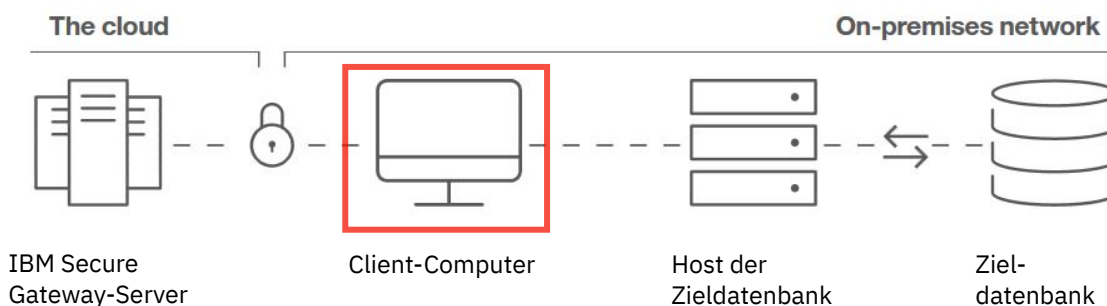 The cloud
On-premises network
IBM Secure
Gateway-Server
Client-Computer
Host der
Zieldatenbank
Ziel-
datenbank